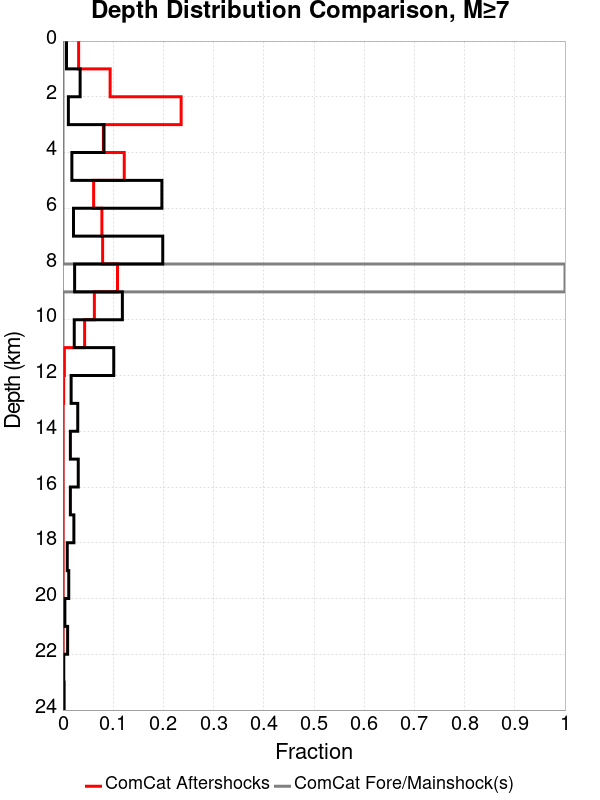 Depth Distribution Comparison, M≥7
0
2
4
6
8
10
12
14
16
18
20
22
24
Depth (km)
0 0.1 0.2 0.3 0.4 0.5 0.6 0.7 0.8 0.9 1
Fraction
ComCat Aftershocks ComCat Fore/Mainshock(s)